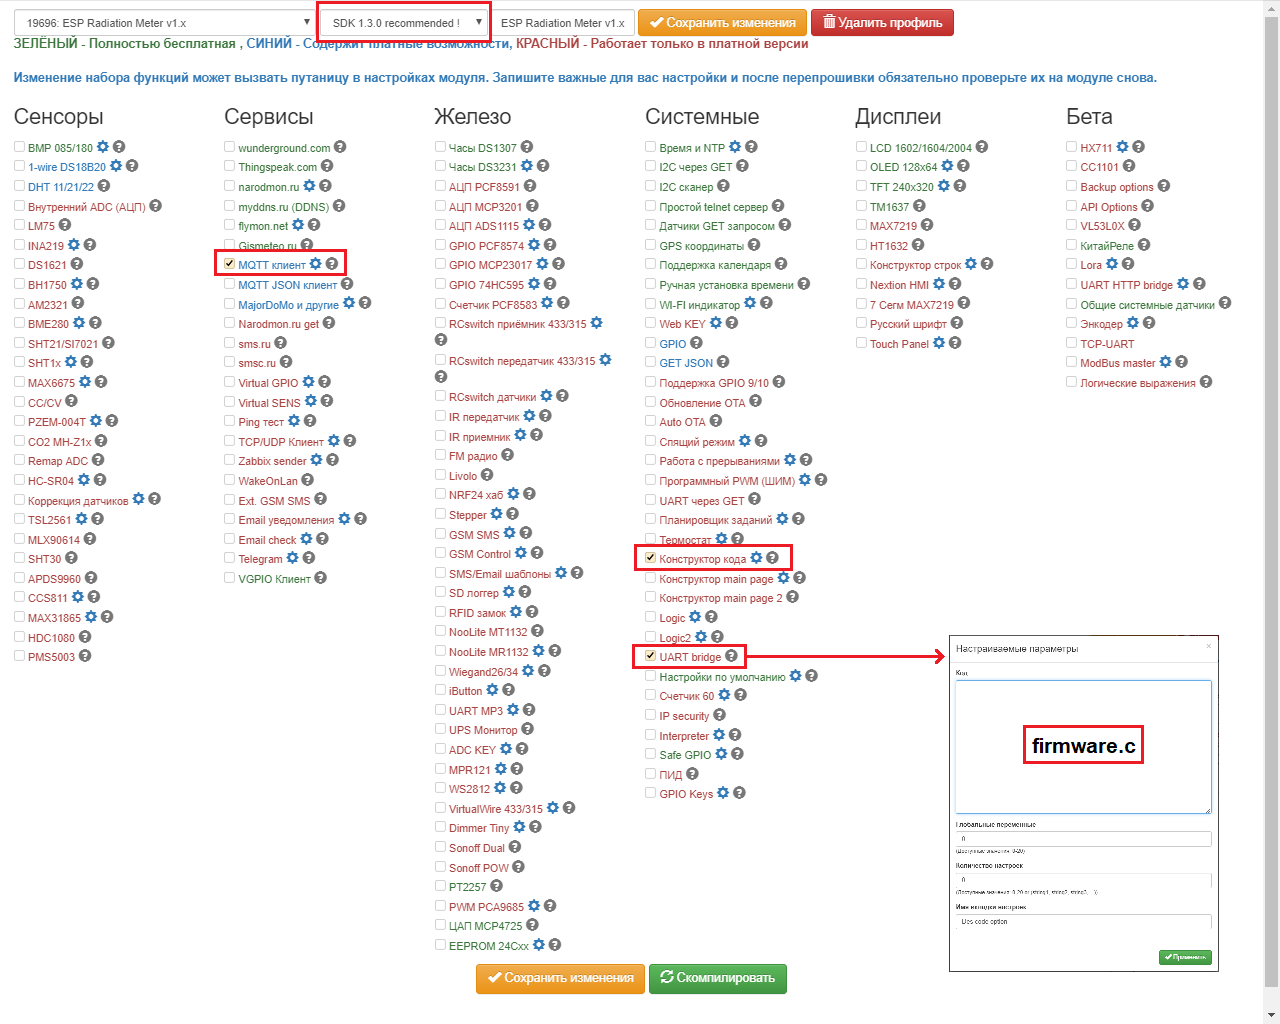 19696: ESP Radiation Meter v1.x
SDK 1.3.0 recommended !
ESP Radiation Meter v1.x
Сохранить изменения
Удалить профиль
ЗЕЛЁНЫЙ - Полностью бесплатная , СИНИЙ - Содержит платные возможности, КРАСНЫЙ - Работает только в платной версии
Изменение набора функций может вызвать путаницу в настройках модуля. Запишите важные для вас настройки и после перепрошивки обязательно проверьте их на модуле снова.
Сенсоры
BMP 085/180
1-wire DS18B20
DHT 11/21/22
Внутренний ADC (АЦП)
LM75
INA219
DS1621
BH1750
AM2321
BME280
SHT21/SI7021
SHT1x
MAX6675
CC/CV
PZEM-004T
CO2 MH-Z1x
Remap ADC
HC-SR04
Коррекция датчиков
TSL2561
MLX90614
SHT30
APDS9960
CCS811
MAX31865
HDC1080
PMS5003
Сервисы
wunderground.com
Thingspeak.com
narodmon.ru
myddns.ru (DDNS)
flymon.net
Gismeteo.ru
MQTT клиент
MQTT JSON клиент
MajorDoMo и другие
Narodmon.ru get
sms.ru
smsc.ru
Virtual GPIO
Virtual SENS
Ping тест
TCP/UDP Клиент
Zabbix sender
WakeOnLan
Ext. GSM SMS
Email уведомления
Email check
Telegram
VGPIO Клиент
Железо
Часы DS1307
Часы DS3231
АЦП PCF8591
АЦП MCP3201
АЦП ADS1115
GPIO PCF8574
GPIO MCP23017
GPIO 74HC595
Счетчик PCF8583
RCswitch приёмник 433/315
RCswitch передатчик 433/315
RCswitch датчики
IR передатчик
IR приемник
FM радио
Livolo
NRF24 хаб
Stepper
GSM SMS
GSM Control
SMS/Email шаблоны
SD логгер
RFID замок
NooLite MT1132
NooLite MR1132
Wiegand26/34
iButton
UART MP3
UPS Монитор
ADC KEY
MPR121
WS2812
VirtualWire 433/315
Dimmer Tiny
Sonoff Dual
Sonoff POW
PT2257
PWM PCA9685
ЦАП MCP4725
EEPROM 24Cxx
Системные
Время и NTP
I2C через GET
I2C сканер
Простой telnet сервер
Датчики GET запросом
GPS координаты
Поддержка календаря
Ручная установка времени
WI-FI индикатор
Web KEY
GPIO
GET JSON
Поддержка GPIO 9/10
Обновление OTA
Auto OTA
Спящий режим
Работа с прерываниями
Программный PWM (ШИМ)
UART через GET
Планировщик заданий
Термостат
Конструктор кода
Конструктор main page
Конструктор main page 2
Logic
Logic2
UART bridge
Настройки по умолчанию
Счетчик 60
IP security
Interpreter
Safe GPIO
ПИД
GPIO Keys
Дисплеи
LCD 1602/1604/2004
OLED 128x64
TFT 240x320
TM1637
MAX7219
HT1632
Конструктор строк
Nextion HMI
7 Сегм MAX7219
Русский шрифт
Touch Panel
Бета
HX711
CC1101
Backup options
API Options
VL53L0X
КитайРеле
Lora
UART HTTP bridge
Общие системные датчики
Энкодер
TCP-UART
ModBus master
Логические выражения
Настраиваемые параметры
×
Код
firmware.c
Глобальные переменные
0
(Доступные значения: 0-20)
Количество настроек
0
(Доступные значения: 0-20 or (string1, string2, string3, ...))
Имя вкладки настроек
Des code option
Применить
Сохранить изменения
Скомпилировать